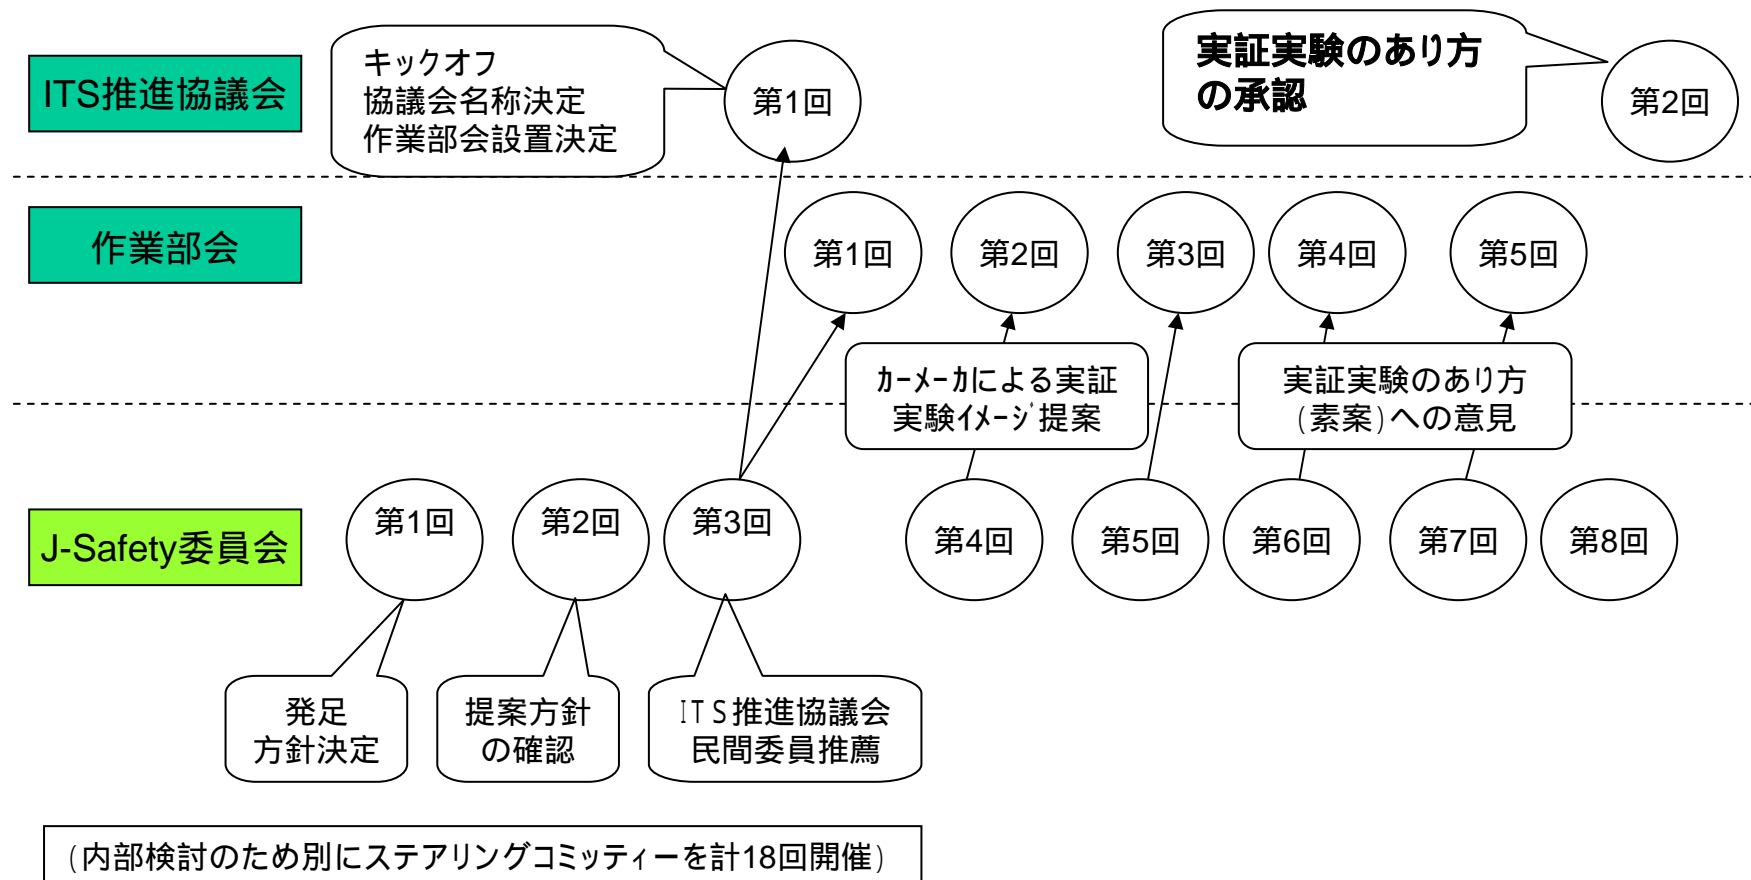 ITS推進協議会
キックオフ
協議会名称決定
作業部会設置決定
第1回
実証実験のあり方
の承認
第2回
作業部会
第1回
第2回
第3回
第4回
第5回
ｶｰﾒｰｶによる実証
実験ｲﾒｰｼﾞ提案
実証実験のあり方
(素案)への意見
J-Safety委員会
第1回
第2回
第3回
第4回
第5回
第6回
第7回
第8回
発足
方針決定
提案方針
の確認
ITS推進協議会
民間委員推薦
(内部検討のため別にステアリングコミッティーを計18回開催)